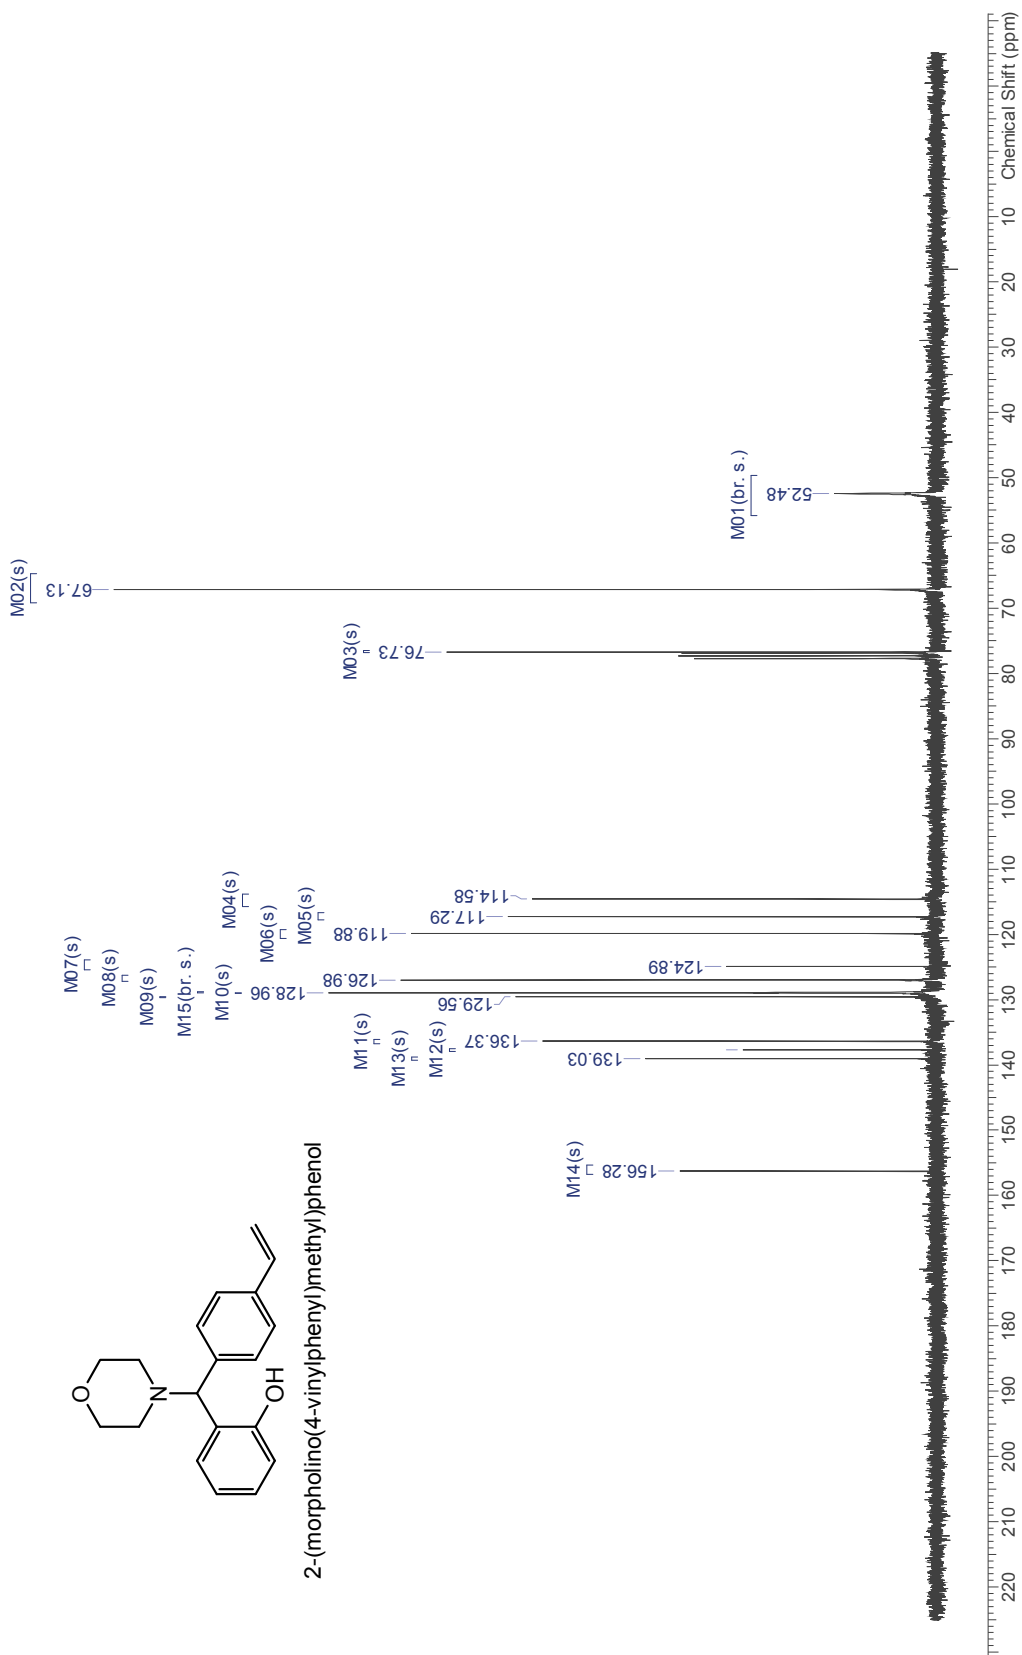 M02(s)
67.13
M07(s)
M08(s)
M09(s)
M15(br. s.)
M10(s)
128.96
M04(s)
M06(s)
M05(s)
119.88
126.98
M03(s)
76.73
M11(s)
M13(s)
M12(s)
136.37
117.29
114.58
129.56
139.03
M14(s)
156.28
M01(br. s.)
52.48
124.89
O
N
OH
2-(morpholino(4-vinylphenyl)methyl)phenol
220 210 200 190 180 170 160 150 140 130 120 110 100 90 80 70 60 50 40 30 20 10 Chemical Shift (ppm)